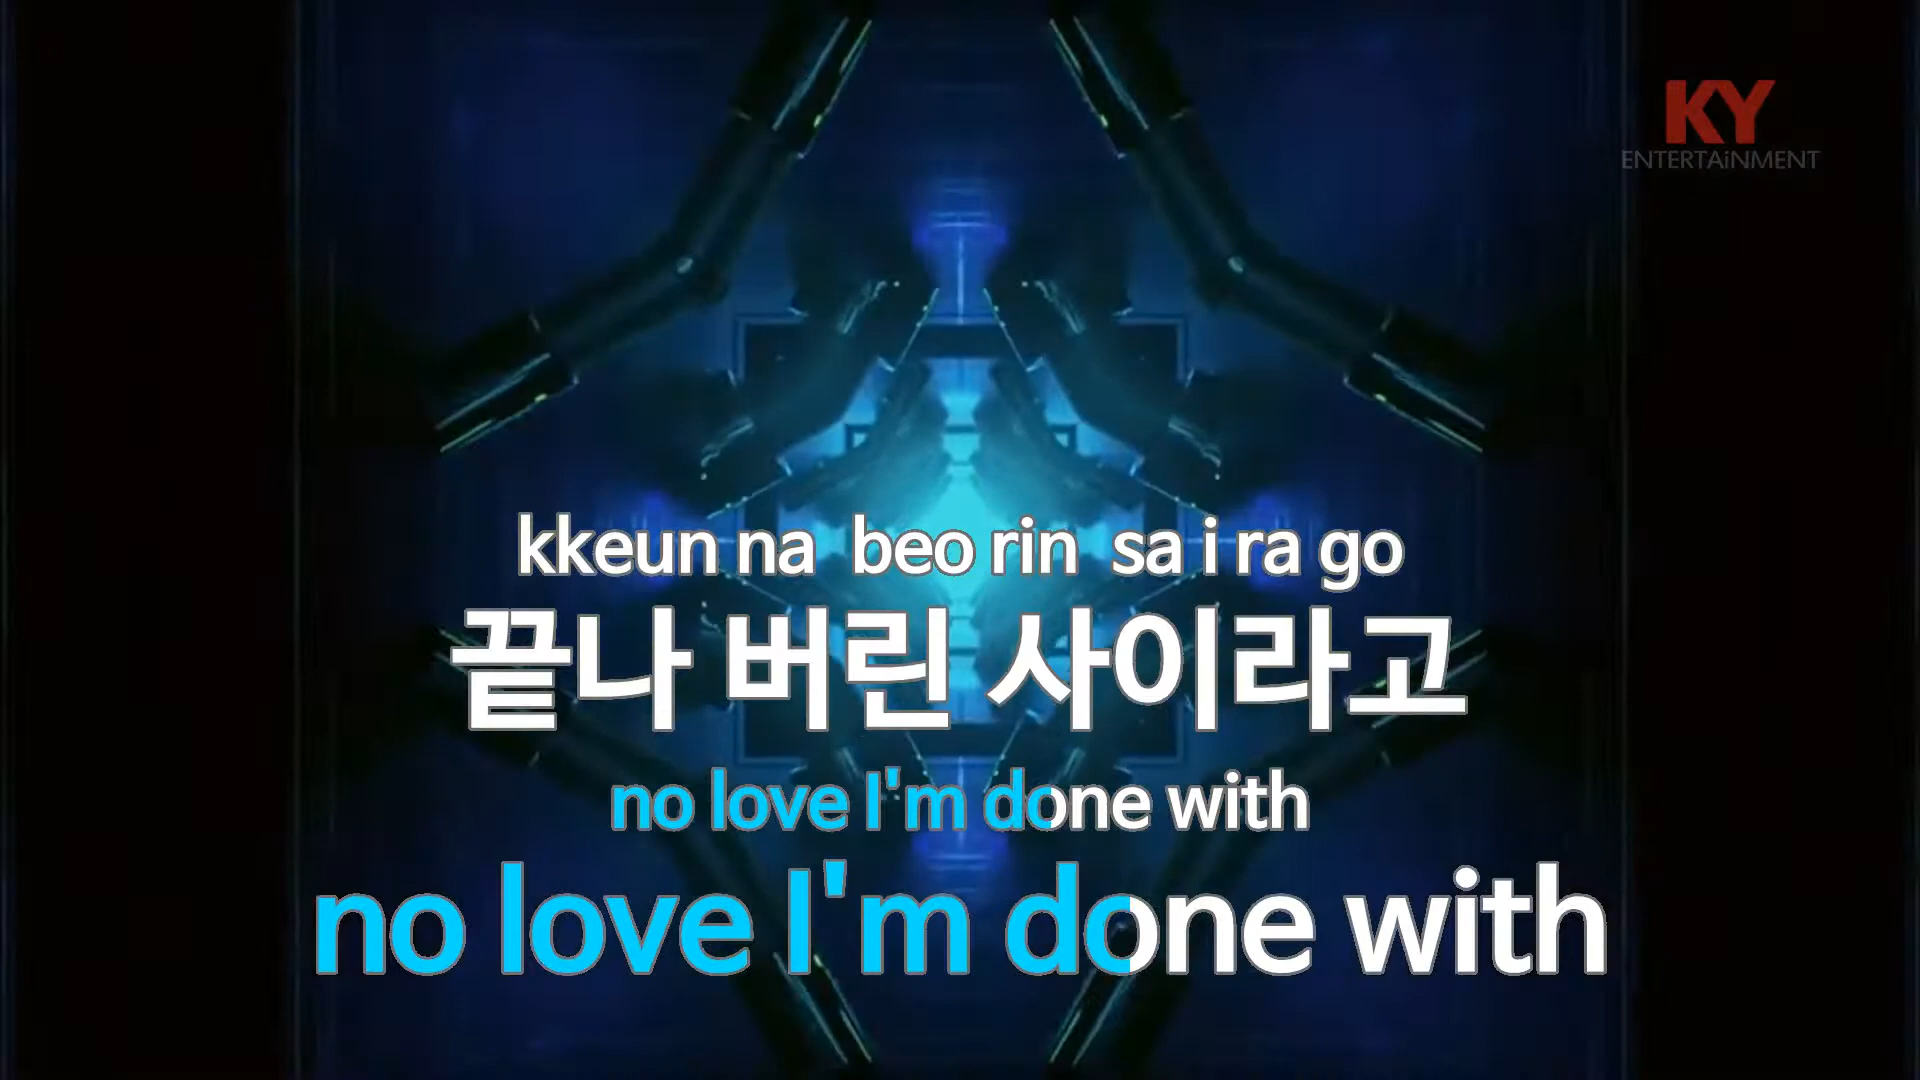 KY
ENTERTAiNMENT
kkeun na beo rin sa i ra go
끝나 버린 사이라고
no love I'm done with
no love I'm done with